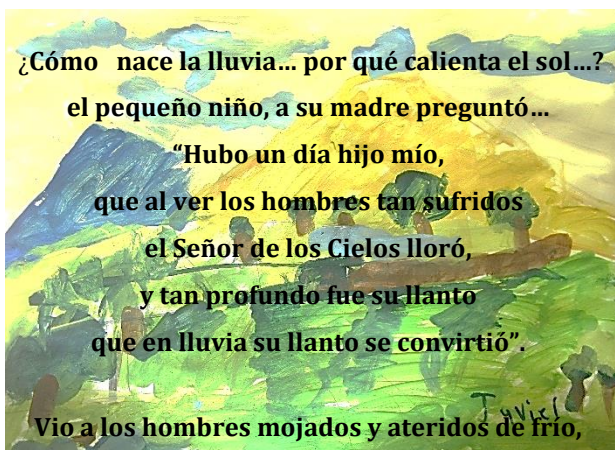 ¿Cómo nace la lluvia... por qué calienta el sol...?
el pequeño niño, a su madre preguntó...
“Hubo un día hijo mío,
que al ver los hombres tan sufridos
el Señor de los Cielos lloró,
y tan profundo fue su llanto
que en lluvia su llanto se convirtió”.
Javiel
Vio a los hombres mojados y ateridos de frío,